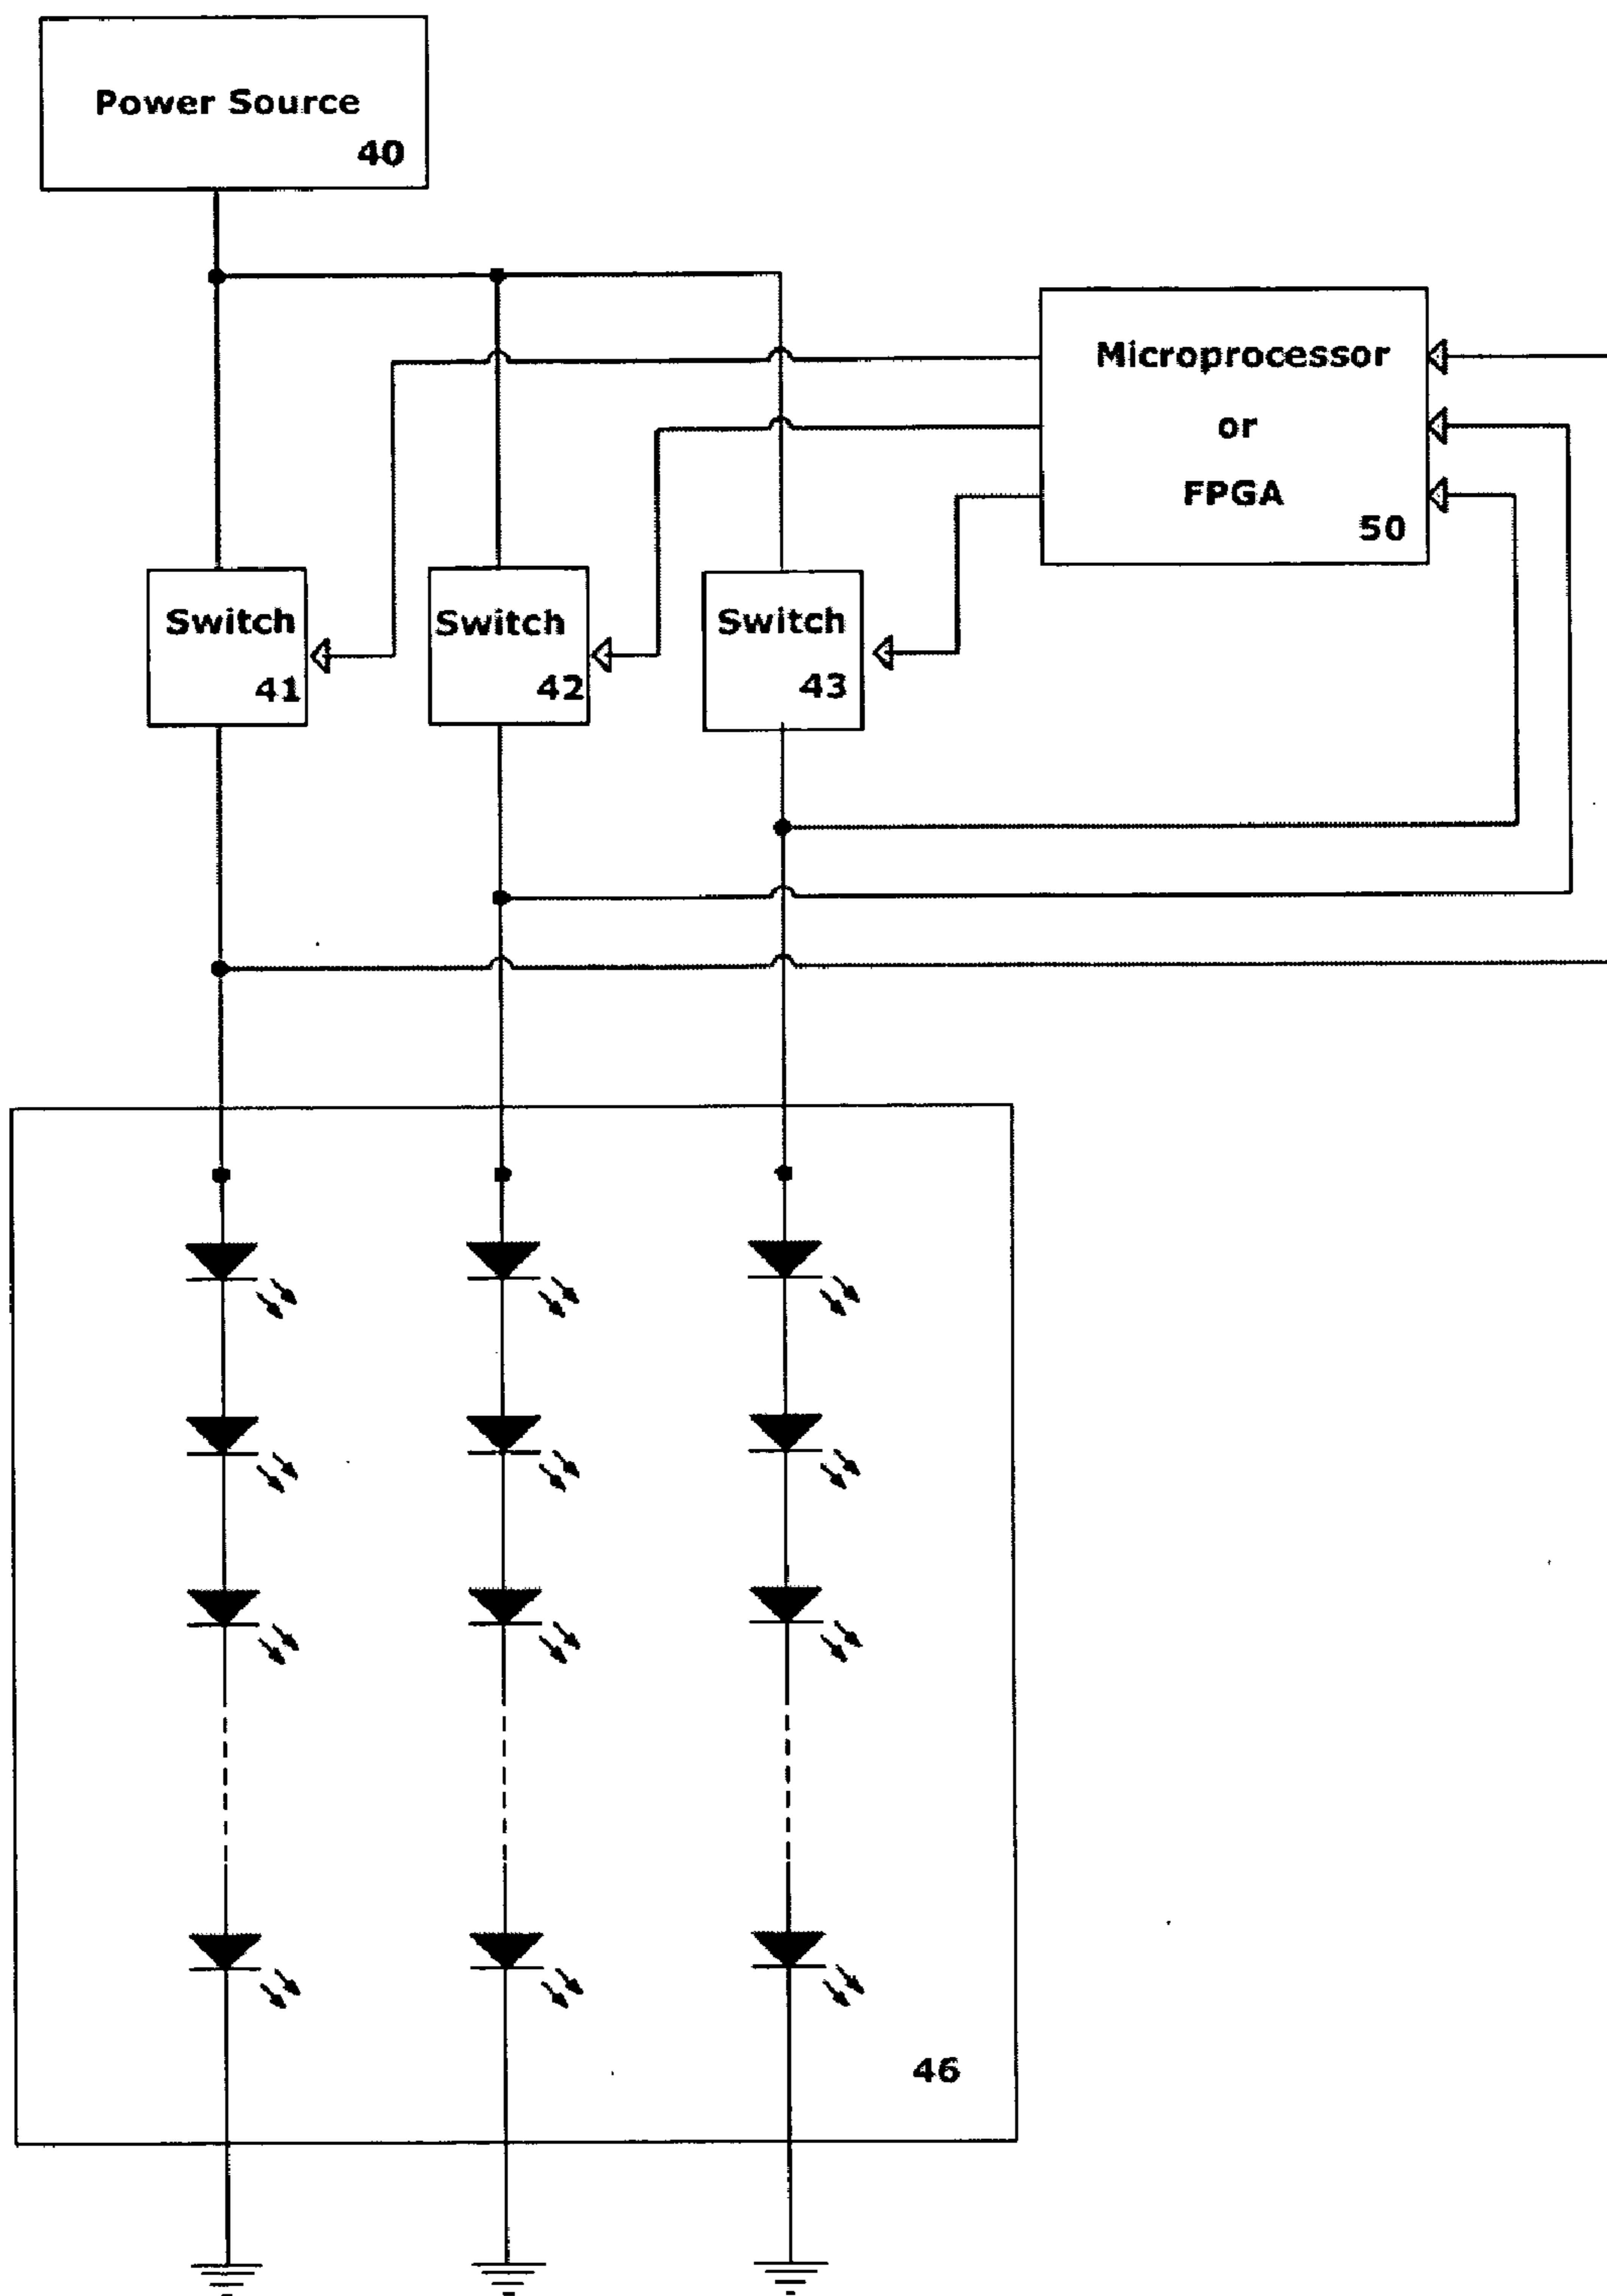 Power Source
40
Microprocessor
or
FPGA
50
Switch
41
Switch
42
Switch
43
46